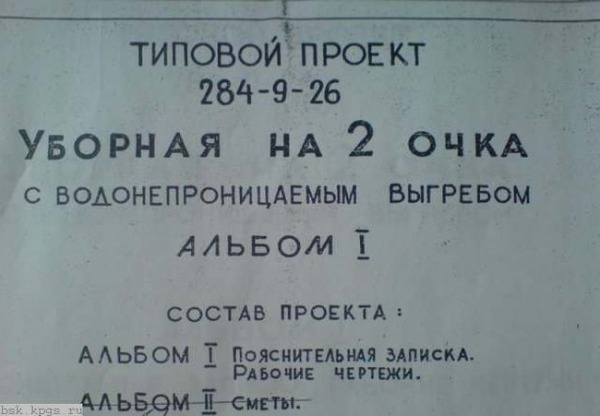 ТИПОВОЙ ПРОЕКТ
284-9-26
УБОРНАЯ НА 2 ОЧКА
С ВОДОНЕПРОНИЦАЕМЫМ ВЫГРЕБОМ
АЛЬБОМ I
СОСТАВ ПРОЕКТА:
АЛЬБОМ I ПОЯСНИТЕЛЬНАЯ ЗАПИСКА.
РАБОЧИЕ ЧЕРТЕЖИ.
АЛЬБОМ II СМЕТЫ.
bsk.kpgs.ru